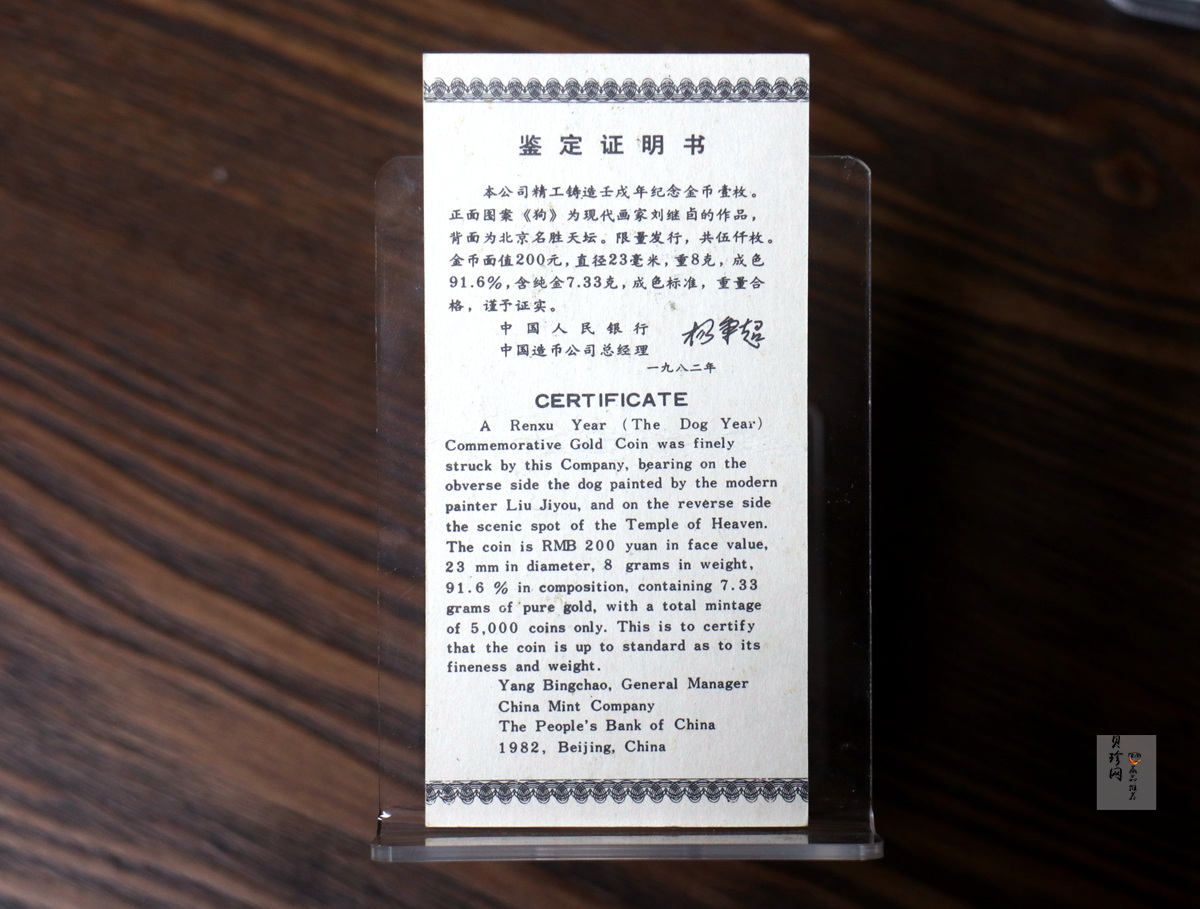 鉴定证明书
本公司精工铸造壬戌年纪念金币壹枚。
正面图案《狗》为现代画家刘继卣的作品,
背面为北京名胜天坛。限量发行,共伍仟枚。
金币面值200元,直径23毫米,重8克,成色
91.6%,含纯金7.33克,成色标准,重量合
格,谨予证实。
中国人民银行
中国造币公司总经理
一九八二年
CERTIFICATE
A Renxu Year (The Dog Year)
Commemorative Gold Coin was finely
struck by this Company, bearing on the
obverse side the dog painted by the modern
painter Liu Jiyou, and on the reverse side
the scenic spot of the Temple of Heaven.
The coin is RMB 200 yuan in face value,
23 mm in diameter, 8 grams in weight,
91.6 % in composition, containing 7.33
grams of pure gold, with a total mintage
of 5,000 coins only. This is to certify
that the coin is up to standard as to its
fineness and weight.
Yang Bingchao, General Manager
China Mint Company
The People's Bank of China
1982, Beijing, China
贝珍网